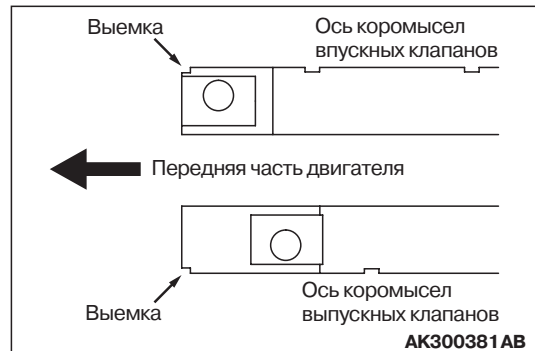 Выемка
Ось коромысел
впускных клапанов
Передняя часть двигателя
Выемка
Ось коромысел
выпускных клапанов
AK300381AB